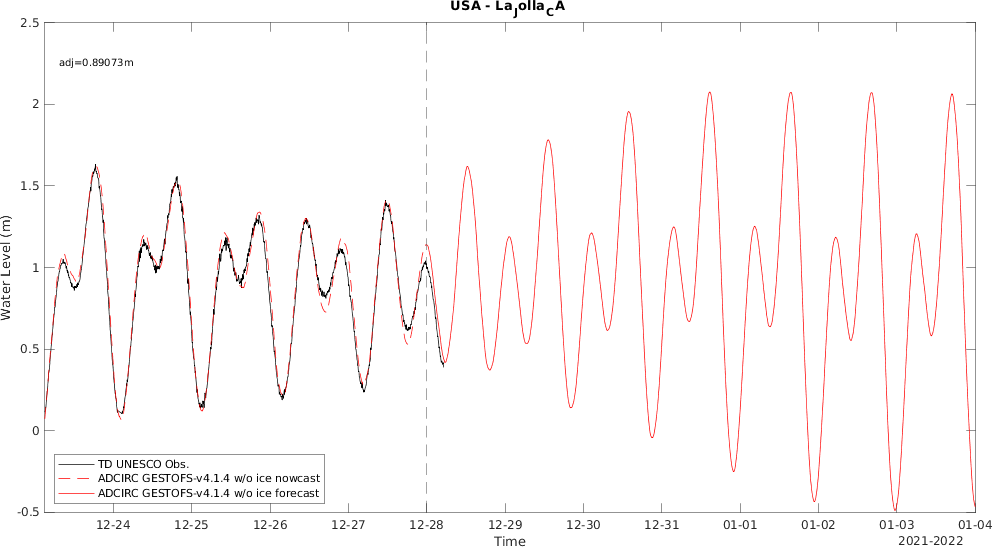 USA - LaJollaCA
adj=0.89073m
2.5
2
1.5
1
0.5
0
-0.5
Water Level (m)
TD UNESCO Obs.
ADCIRC GESTOFS-v4.1.4 w/o ice nowcast
ADCIRC GESTOFS-v4.1.4 w/o ice forecast
12-24 12-25 12-26 12-27 12-28 12-29 12-30 12-31 01-01 01-02 01-03 01-04
Time
2021-2022